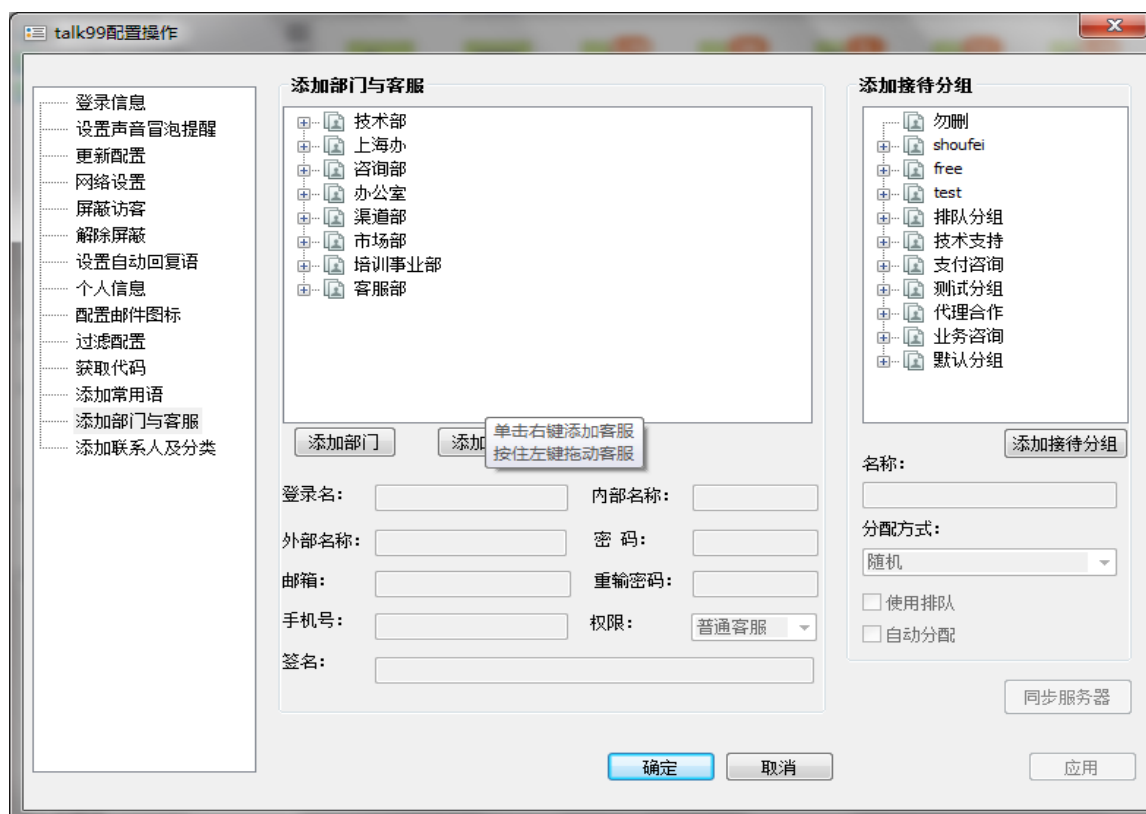 talk99配置操作
登录信息
设置声音冒泡提醒
更新配置
网络设置
屏蔽访客
解除屏蔽
设置自动回复语
个人信息
配置邮件图标
过滤配置
获取代码
添加常用语
添加部门与客服
添加联系人及分类
添加部门与客服
技术部
上海办
咨询部
办公室
渠道部
市场部
培训事业部
客服部
添加部门
添加
单击右键添加客服
按住左键拖动客服
登录名：
内部名称：
外部名称：
密 码：
邮箱：
重输密码：
手机号：
权限：
普通客服
签名：
添加接待分组
勿删
shoufei
free
test
排队分组
技术支持
支付咨询
测试分组
代理合作
业务咨询
默认分组
添加接待分组
名称：
分配方式：
随机
使用排队
自动分配
同步服务器
确定
取消
应用